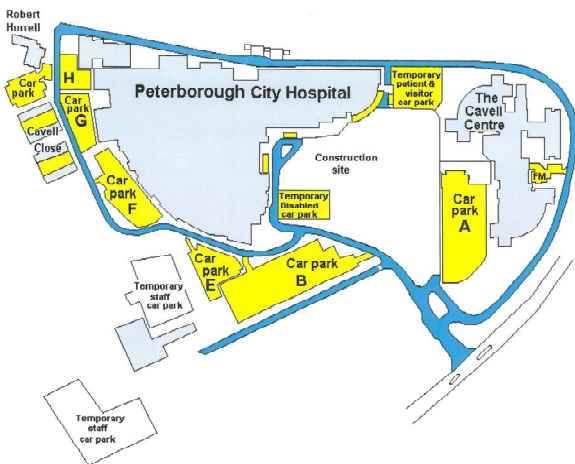 Robert
Horrell
Car
park
H
Car
park
G
Cavell
Close
Car
park
F
Peterborough City Hospital
Temporary
patient &
visitor
car park
The
Cavell
Centre
FM
Construction
site
Temporary
Disabled
car park
Car
park
A
Car
park
E
Car park
B
Temporary
staff
car park
Temporary
staff
car park